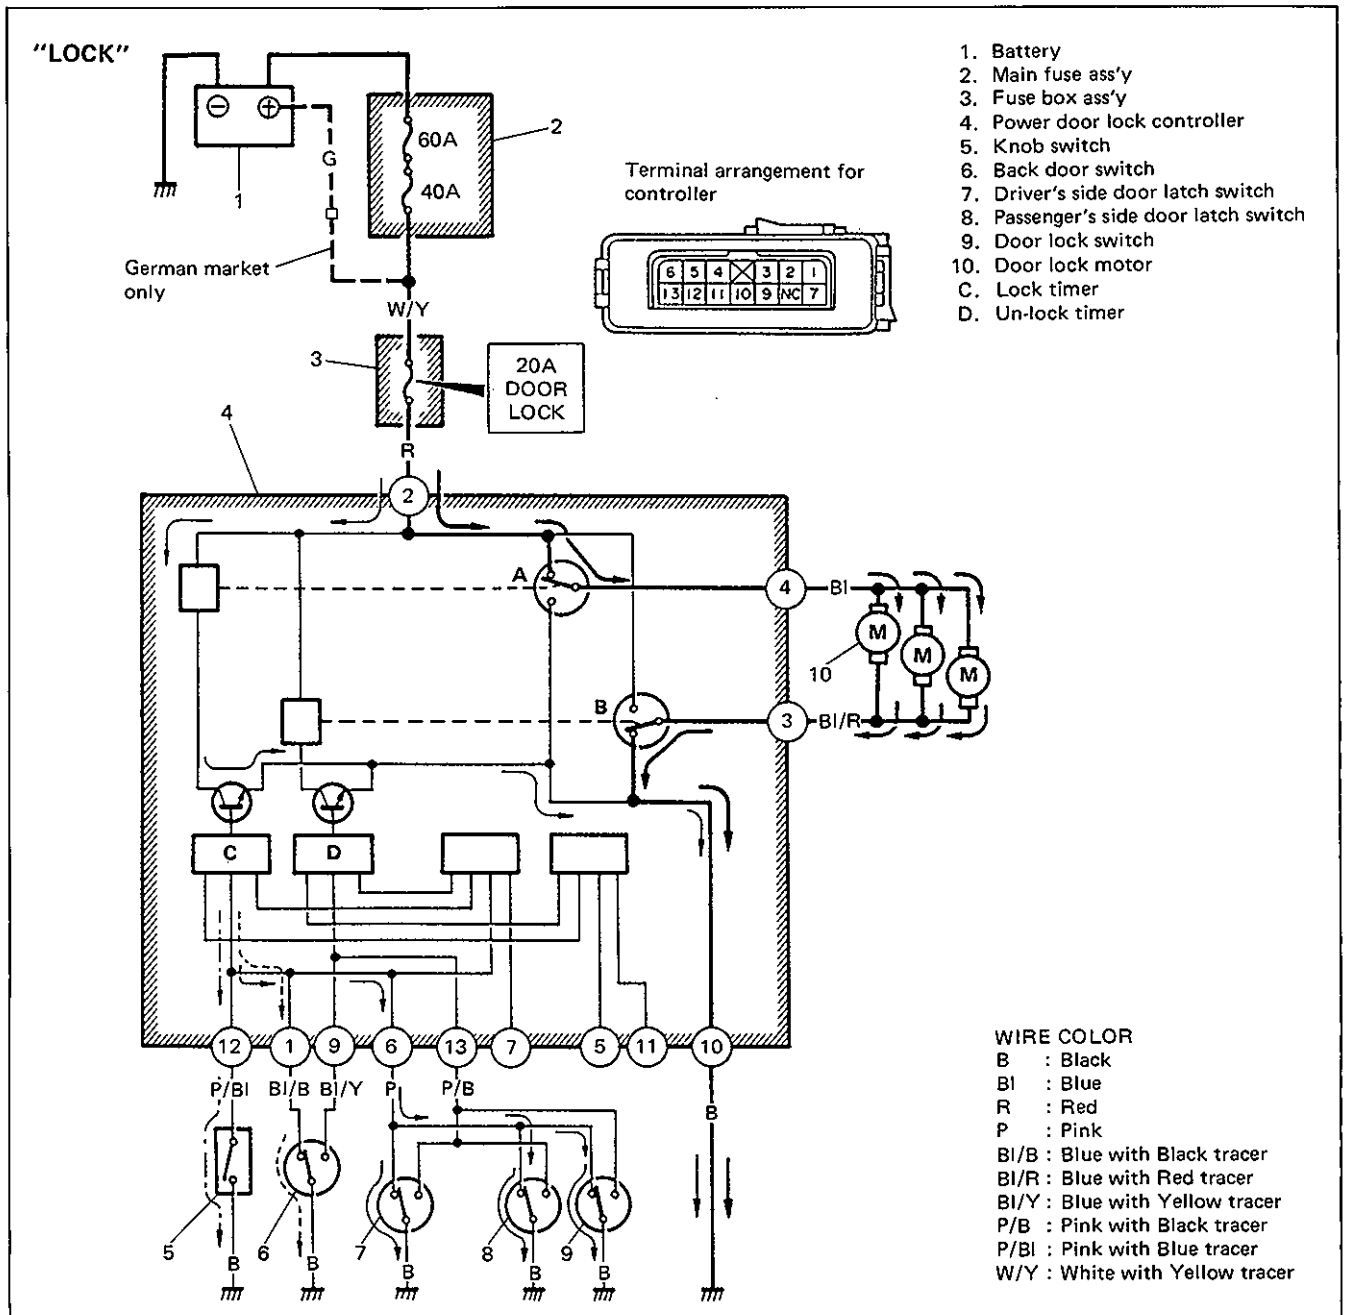 "LOCK"
1. Battery
2. Main fuse ass'y
3. Fuse box ass'y
4. Power door lock controller
5. Knob switch
6. Back door switch
7. Driver's side door latch switch
8. Passenger's side door latch switch
9. Door lock switch
10. Door lock motor
C. Lock timer
D. Un-lock timer
60A
40A
2
G
1
German market
only
W/Y
Terminal arrangement for
controller
6 5 4 3 2 1
13 12 11 10 9 NC 7
3
20A
DOOR
LOCK
4
R
2
A
4
Bl
M
M
M
10
B
3
Bl/R
C
D
12
1
9
6
13
7
5
11
10
P/Bl
Bl/B
Bl/Y
P
P/B
B
5
6
7
8
9
B
B
B
B
B
WIRE COLOR
B : Black
Bl : Blue
R : Red
P : Pink
Bl/B : Blue with Black tracer
Bl/R : Blue with Red tracer
Bl/Y : Blue with Yellow tracer
P/B : Pink with Black tracer
P/Bl : Pink with Blue tracer
W/Y : White with Yellow tracer